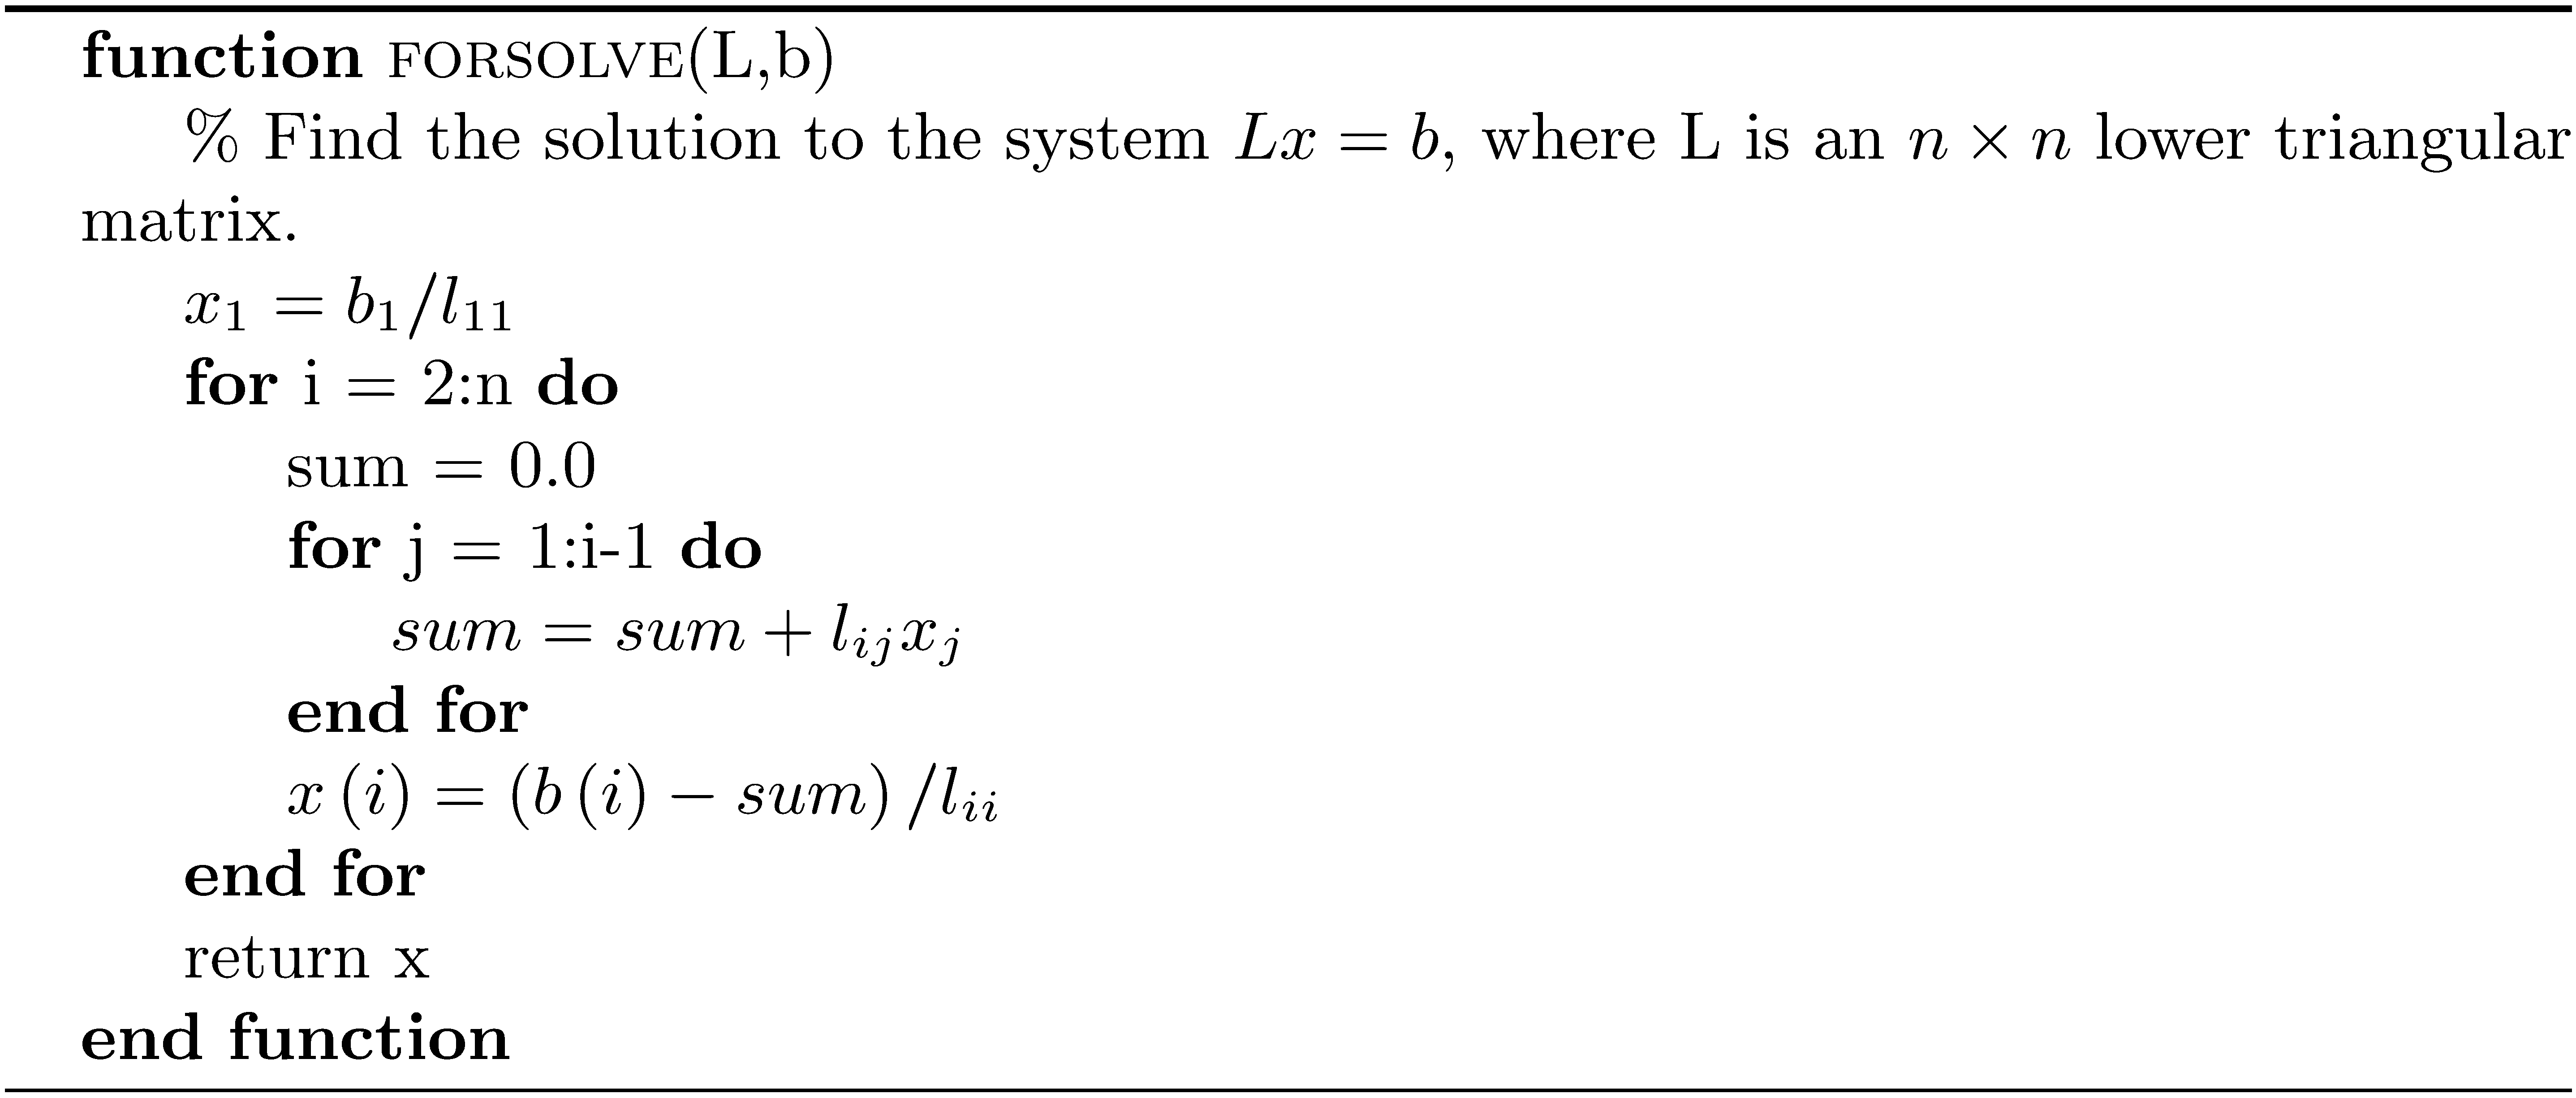 function FORSOLVE(L,b)
% Find the solution to the system Lx = b, where L is an n × n lower triangular
matrix.
x₁ = b₁/l₁₁
for i = 2:n do
sum = 0.0
for j = 1:i-1 do
sum = sum + lᵢⱼxⱼ
end for
x (i) = (b (i) − sum) /lᵢᵢ
end for
return x
end function